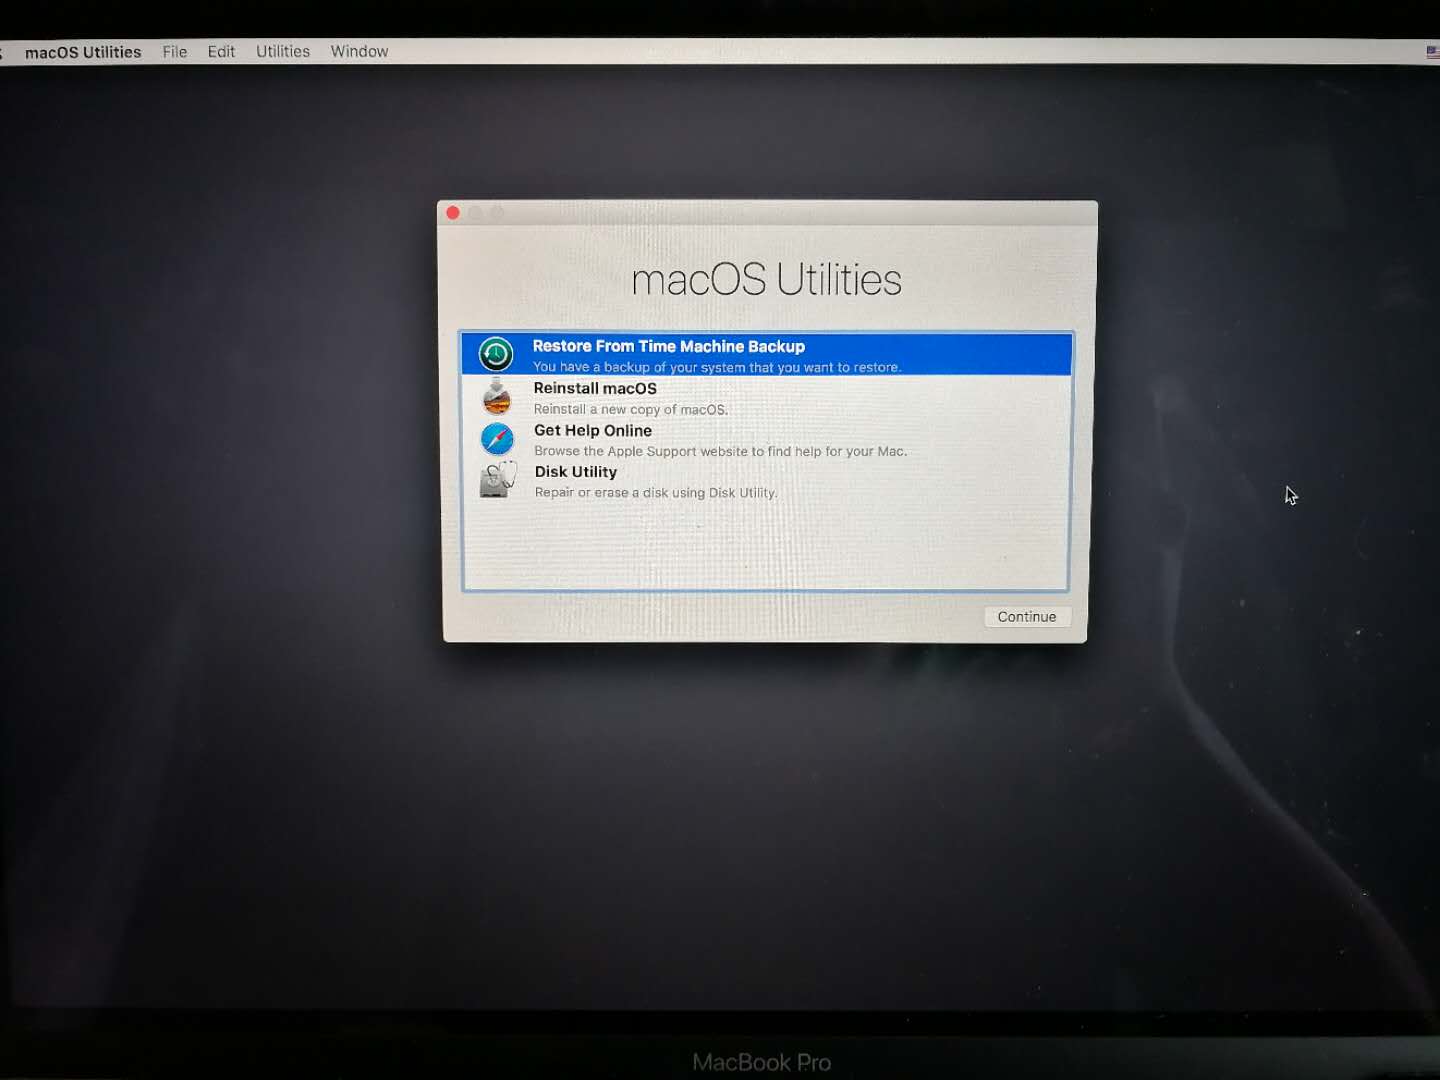 macOS Utilities File Edit Utilities Window
macOS Utilities
Restore From Time Machine Backup
You have a backup of your system that you want to restore.
Reinstall macOS
Reinstall a new copy of macOS.
Get Help Online
Browse the Apple Support website to find help for your Mac.
Disk Utility
Repair or erase a disk using Disk Utility.
Continue
MacBook Pro